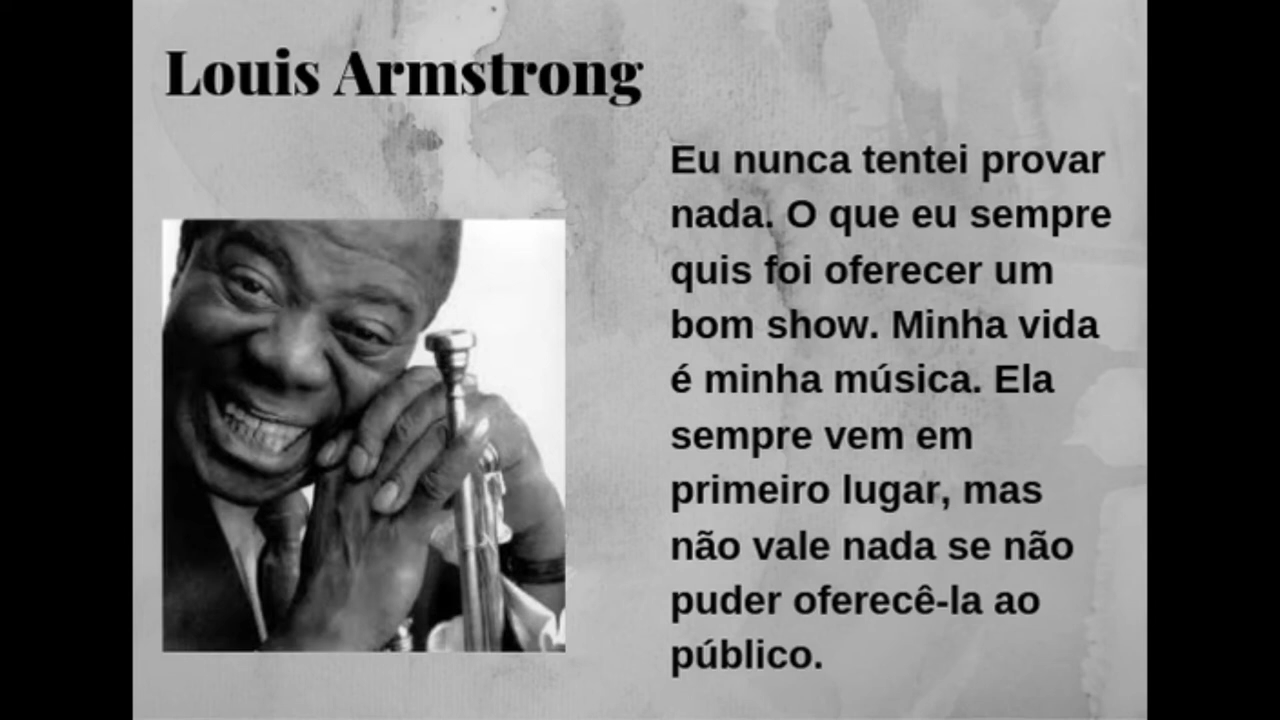 Louis Armstrong
Eu nunca tentei provar
nada. O que eu sempre
quis foi oferecer um
bom show. Minha vida
é minha música. Ela
sempre vem em
primeiro lugar, mas
não vale nada se não
puder oferecê-la ao
público.